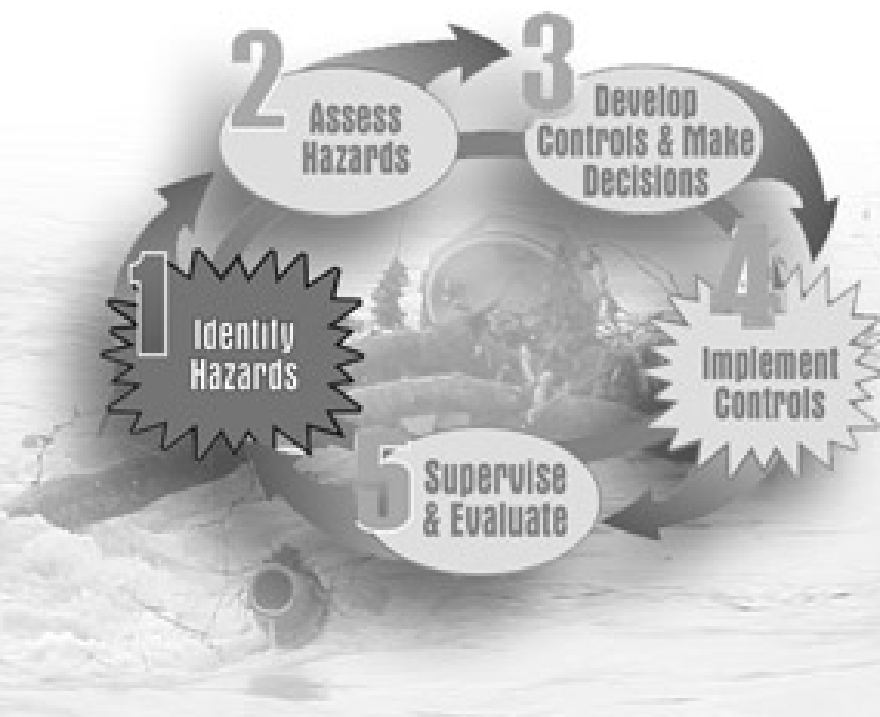 1
Identify
Hazards
2
Assess
Hazards
3
Develop
Controls & Make
Decisions
4
Implement
Controls
5
Supervise
& Evaluate